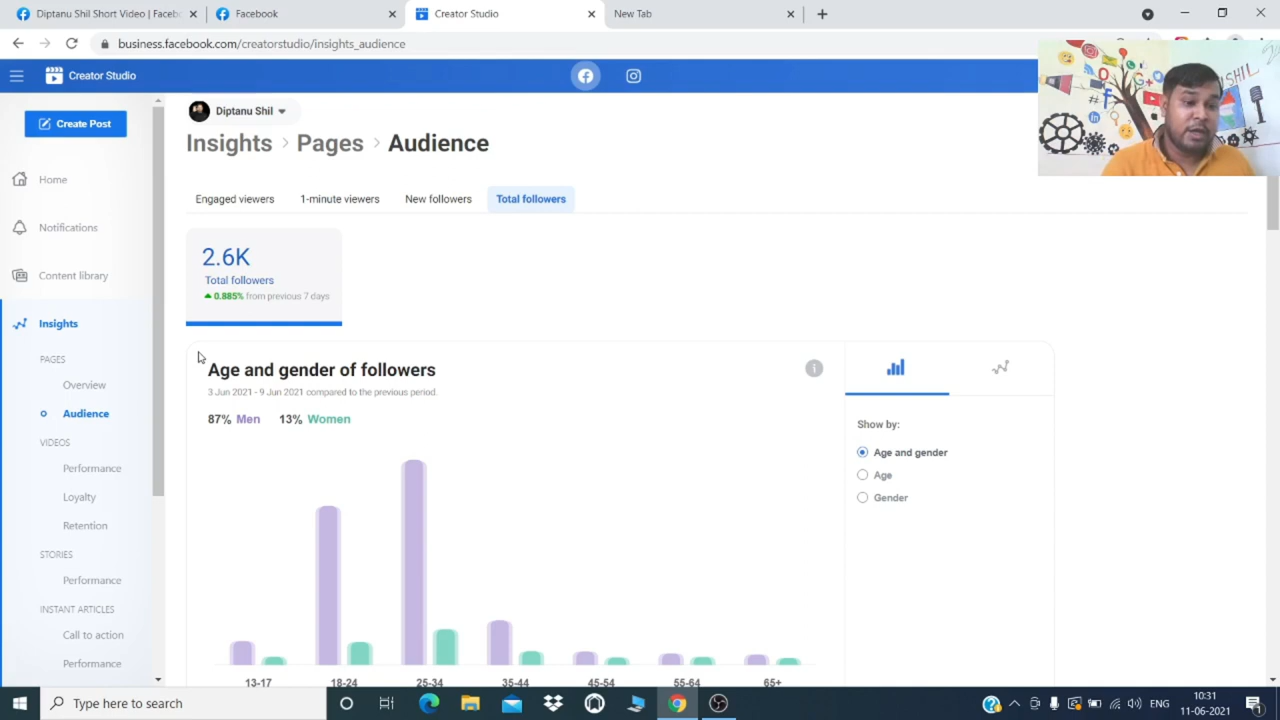 Diptanu Shil Short Video | Faceb
Facebook
Creator Studio
New Tab
business.facebook.com/creatorstudio/insights_audience
Creator Studio
Create Post
Home
Notifications
Content library
Insights
PAGES
Overview
Audience
VIDEOS
Performance
Loyalty
Retention
STORIES
Performance
INSTANT ARTICLES
Call to action
Performance
Diptanu Shil
Insights > Pages > Audience
Engaged viewers
1-minute viewers
New followers
Total followers
2.6K
Total followers
0.885% from previous 7 days
Age and gender of followers
3 Jun 2021 - 9 Jun 2021 compared to the previous period.
87% Men 13% Women
13-17 18-24 25-34 35-44 45-54 55-64 65+
Show by:
Age and gender
Age
Gender
Type here to search
ENG
10:31
11-06-2021